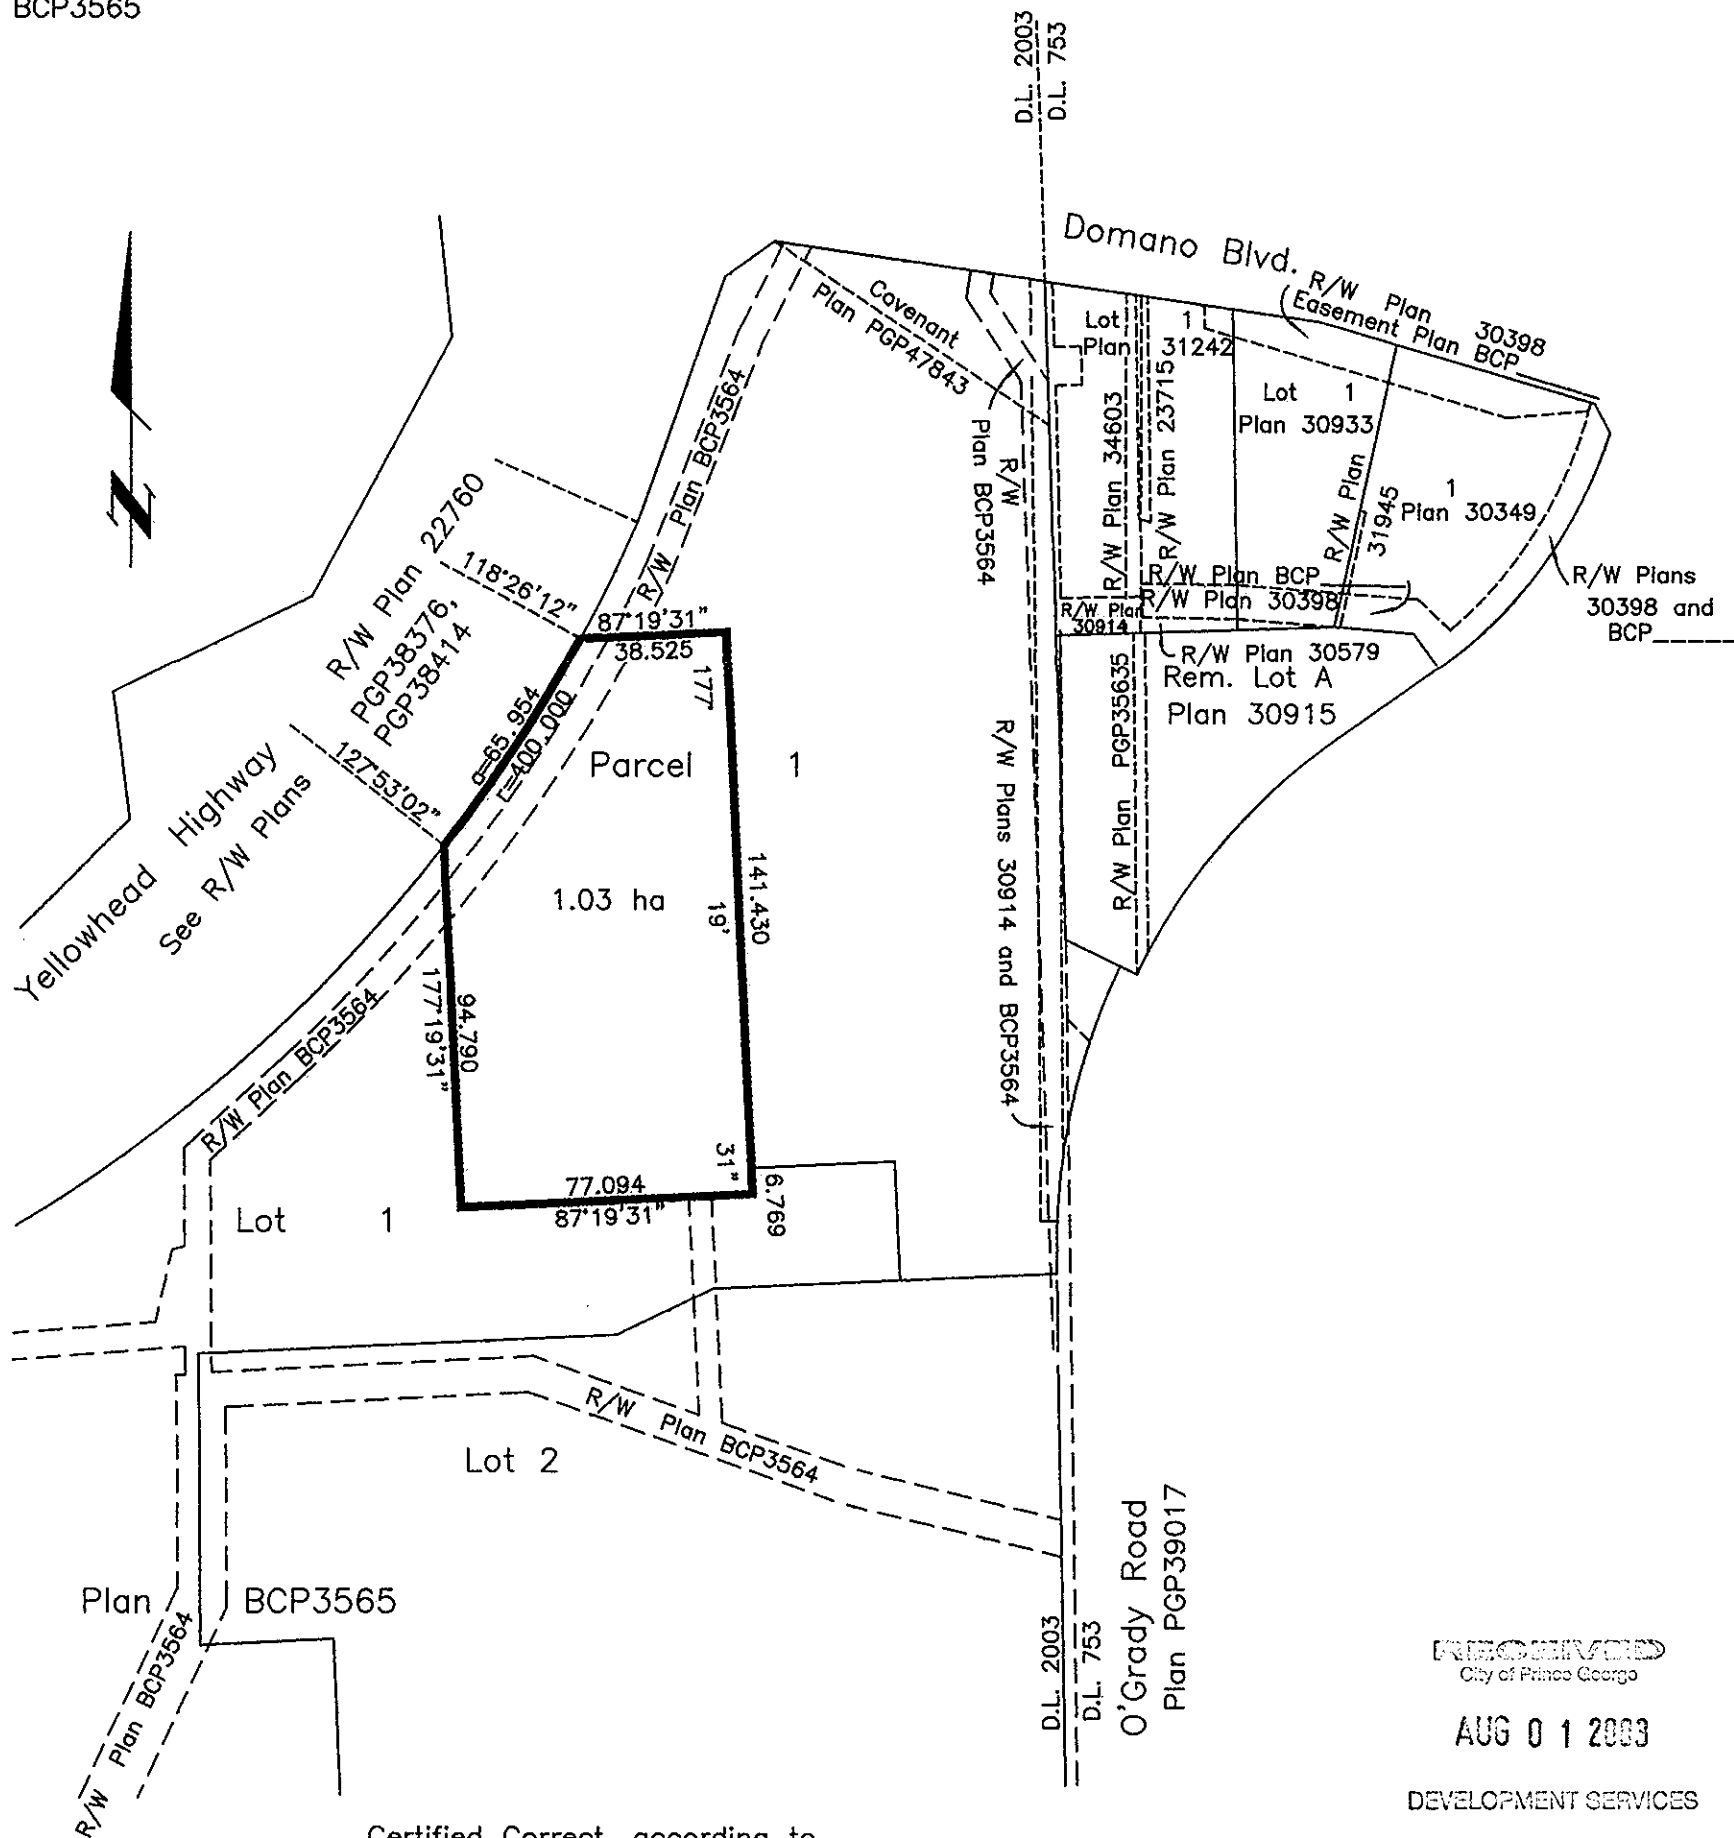 BCP3565
D.L. 2003
D.L. 753
Domano Blvd.
R/W Plan 30398
Easement Plan BCP
Covenant
Plan PGP47843
Lot 1
Plan 31242
Lot 1
Plan 30933
1
Plan 30349
R/W Plan BCP3564
R/W
Plan BCP3564
R/W Plan 34603
R/W Plan 23715
R/W Plan
31945
R/W Plans
30398 and
BCP
R/W Plan BCP
R/W Plan 30398
R/W Plan
30914
R/W Plan 30579
Rem. Lot A
Plan 30915
R/W Plan PGP35635
R/W Plan 22760
PGP38376,
PGP38414
118°26'12"
87°19'31"
38.525
177°
a=65.954
r=400.000
Parcel 1
127°53'02"
Yellowhead Highway
See R/W Plans
1.03 ha
141.430
19'
R/W Plans 30914 and BCP3564
177°19'31"
94.790
R/W Plan BCP3564
31"
77.094
87°19'31"
6.769
Lot 1
R/W Plan BCP3564
Lot 2
Plan BCP3565
R/W Plan BCP3564
D.L. 2003
D.L. 753
O'Grady Road
Plan PGP39017
RECEIVED
City of Prince George
AUG 01 2003
DEVELOPMENT SERVICES
Certified Correct according to